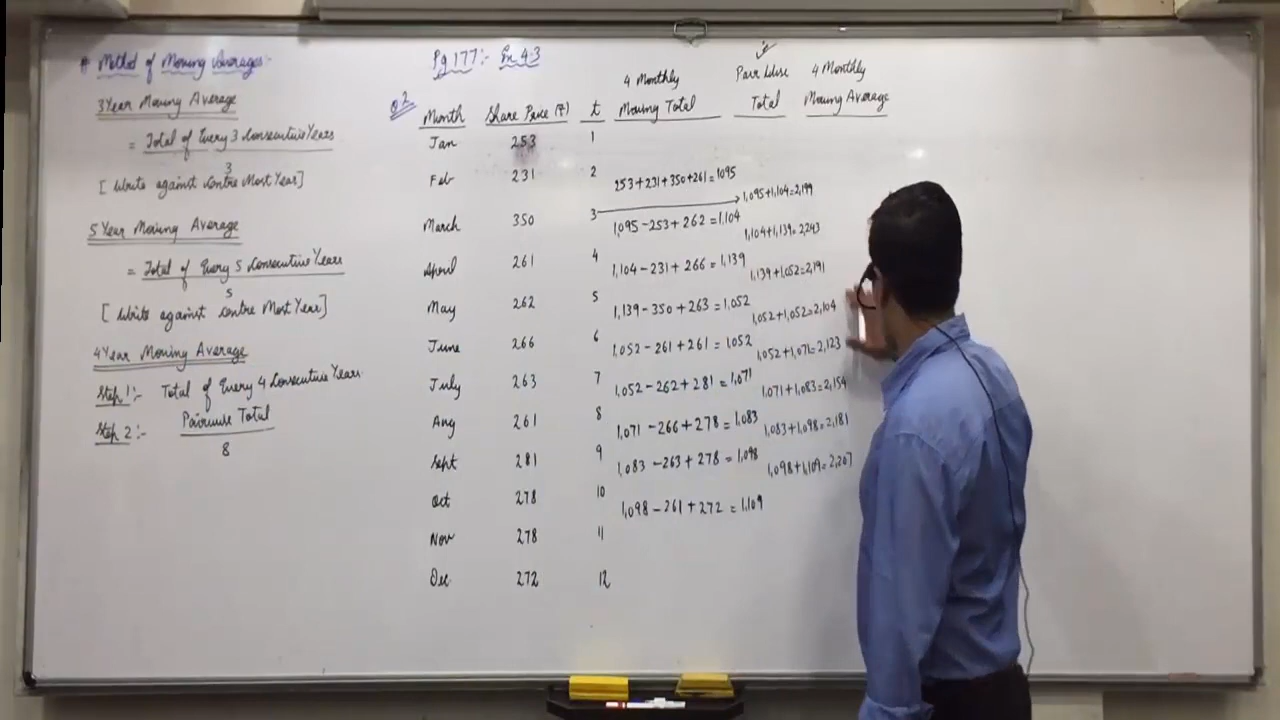 # Method of Moving Averages:-
3 Year Moving Average
= Total of Every 3 Consecutive Years
3
[Write against Centre Most Year]
5 Year Moving Average
= Total of Every 5 Consecutive Years
5
[Write against Centre Most Year]
4 Year Moving Average
Step 1:- Total of Every 4 Consecutive Years
Step 2:- Pairwise Total
8
Pg 177:- Ex 4.3
Q2
Month Share Price (₹) t 4 Monthly Moving Total Pair Wise Total 4 Monthly Moving Average
Jan 253 1
Feb 231 2
253+231+350+261=1095
1,095+1,104=2,199
March 350 3
1,095-253+262=1,104
1,104+1,139=2,243
April 261 4
1,104-231+266=1,139
1,139+1,052=2,191
May 262 5
1,139-350+263=1,052
1,052+1,052=2,104
June 266 6
1,052-261+261=1,052
1,052+1,071=2,123
July 263 7
1,052-262+281=1,071
1,071+1,083=2,154
Aug 261 8
1,071-266+278=1,083
1,083+1,098=2,181
Sept 281 9
1,083-263+278=1,098
1,098+1,109=2,207
Oct 278 10
1,098-261+272=1,109
Nov 278 11
Dec 272 12